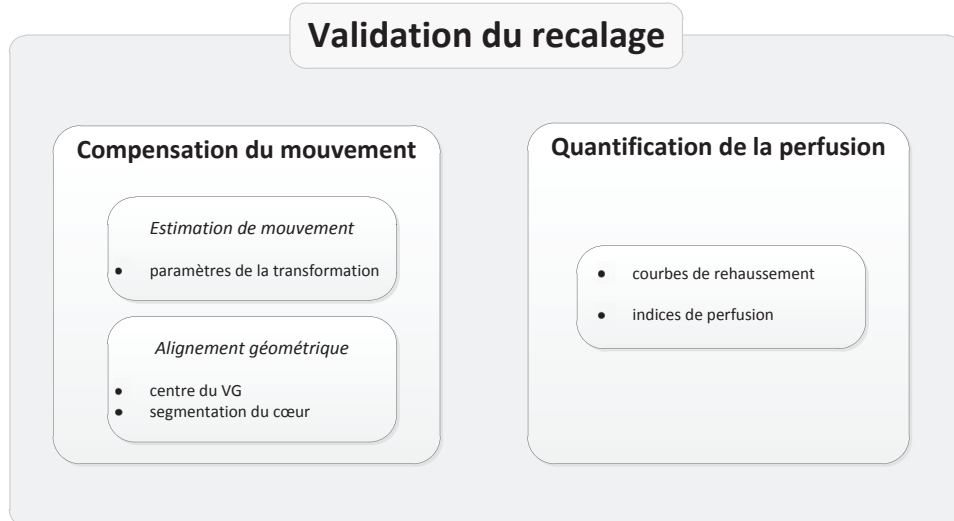 Validation du recalage
Compensation du mouvement
Estimation de mouvement
• paramètres de la transformation
Alignement géométrique
• centre du VG
• segmentation du cœur
Quantification de la perfusion
• courbes de rehaussement
• indices de perfusion